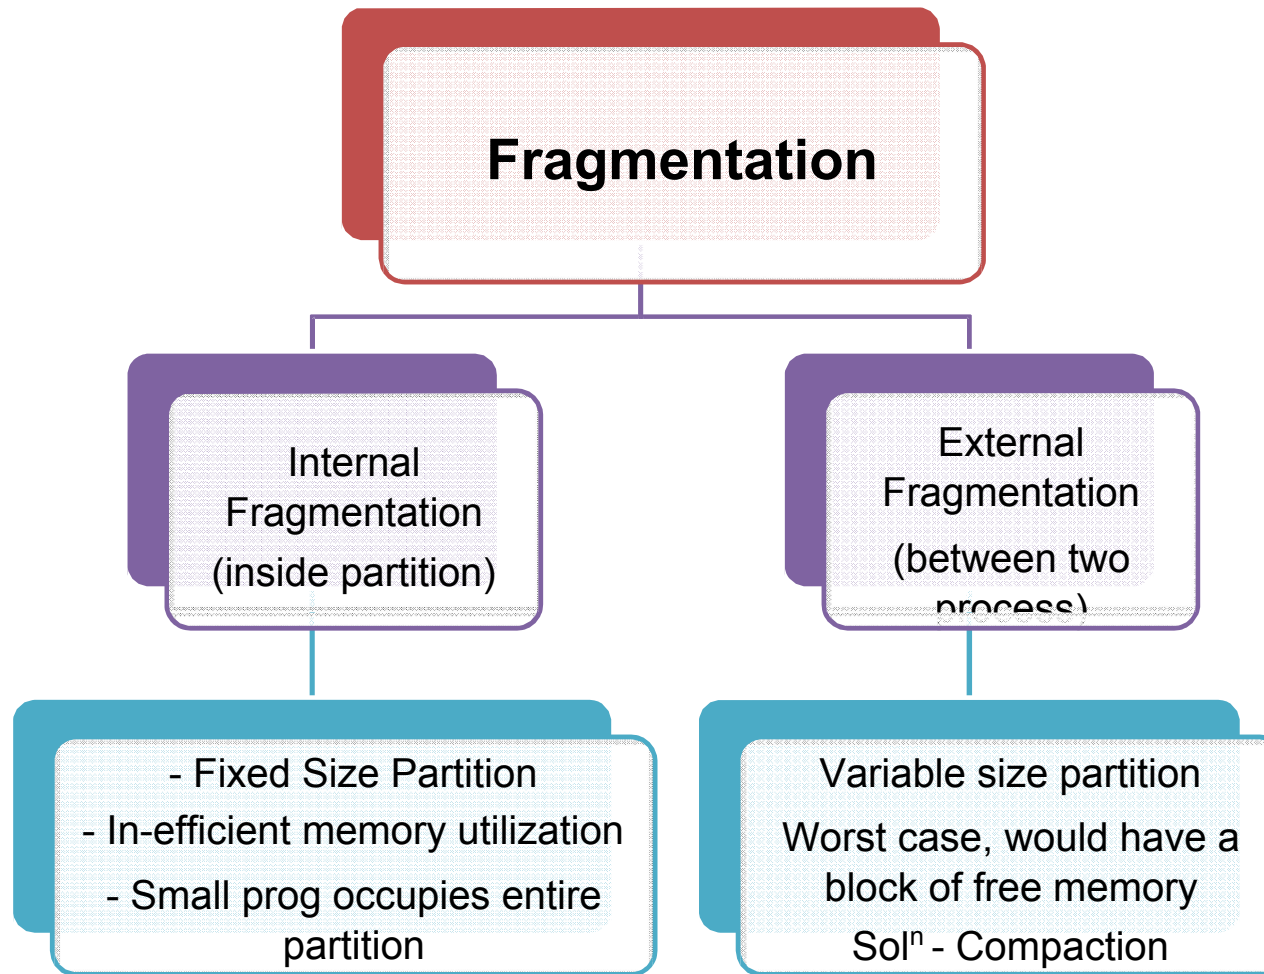 Fragmentation
Internal
Fragmentation
(inside partition)
External
Fragmentation
(between two
process)
- Fixed Size Partition
- In-efficient memory utilization
- Small prog occupies entire
partition
Variable size partition
Worst case, would have a
block of free memory
Solⁿ - Compaction